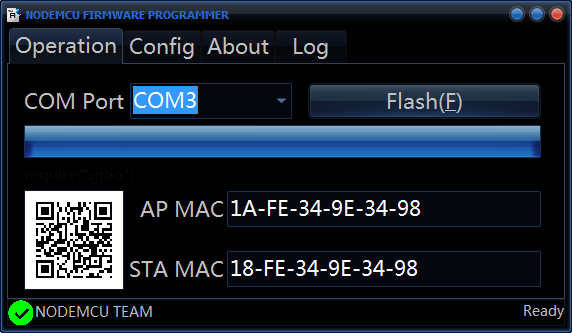 NODEMCU FIRMWARE PROGRAMMER
Operation Config About Log
COM Port COM3 Flash(F)
require("gpio")
AP MAC 1A-FE-34-9E-34-98
STA MAC 18-FE-34-9E-34-98
NODEMCU TEAM Ready